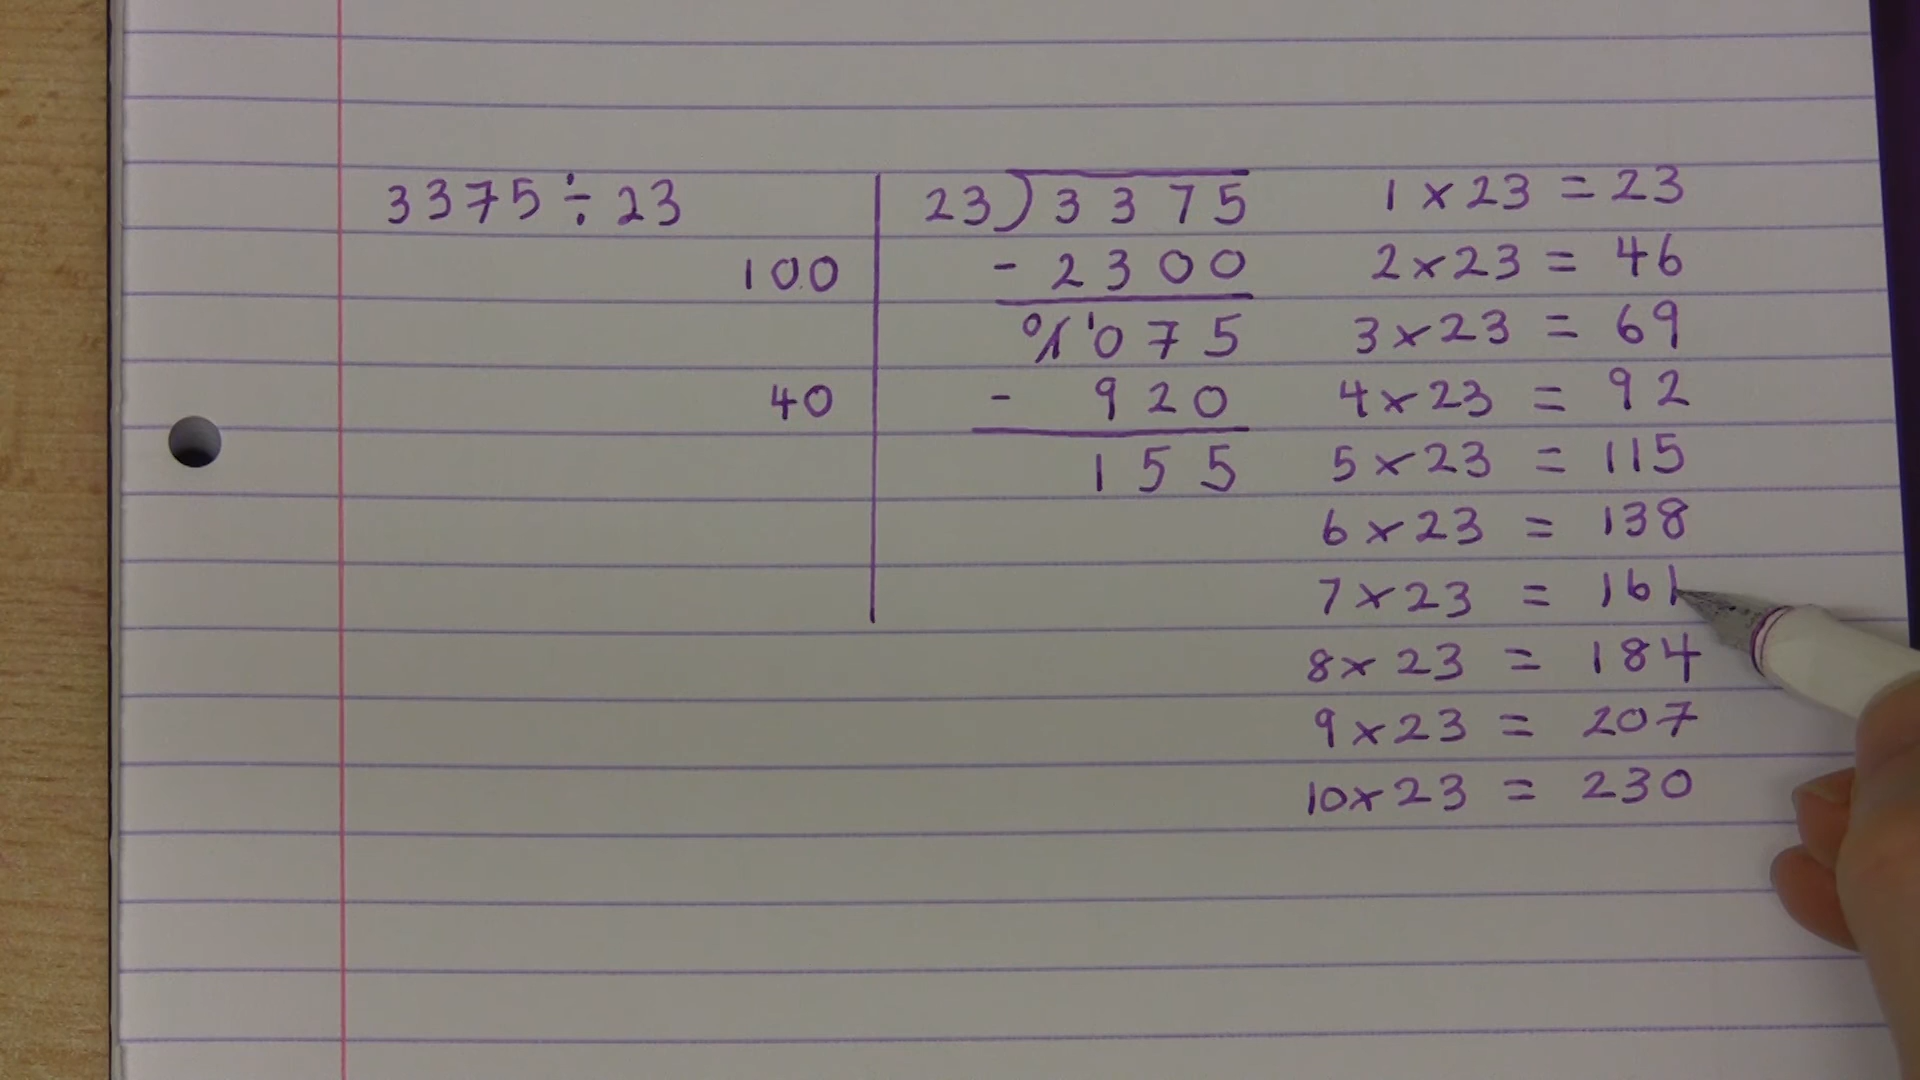 3375 ÷ 23
100
40
23)3375
- 2300
1075
- 920
155
1 x 23 = 23
2 x 23 = 46
3 x 23 = 69
4 x 23 = 92
5 x 23 = 115
6 x 23 = 138
7 x 23 = 161
8 x 23 = 184
9 x 23 = 207
10 x 23 = 230